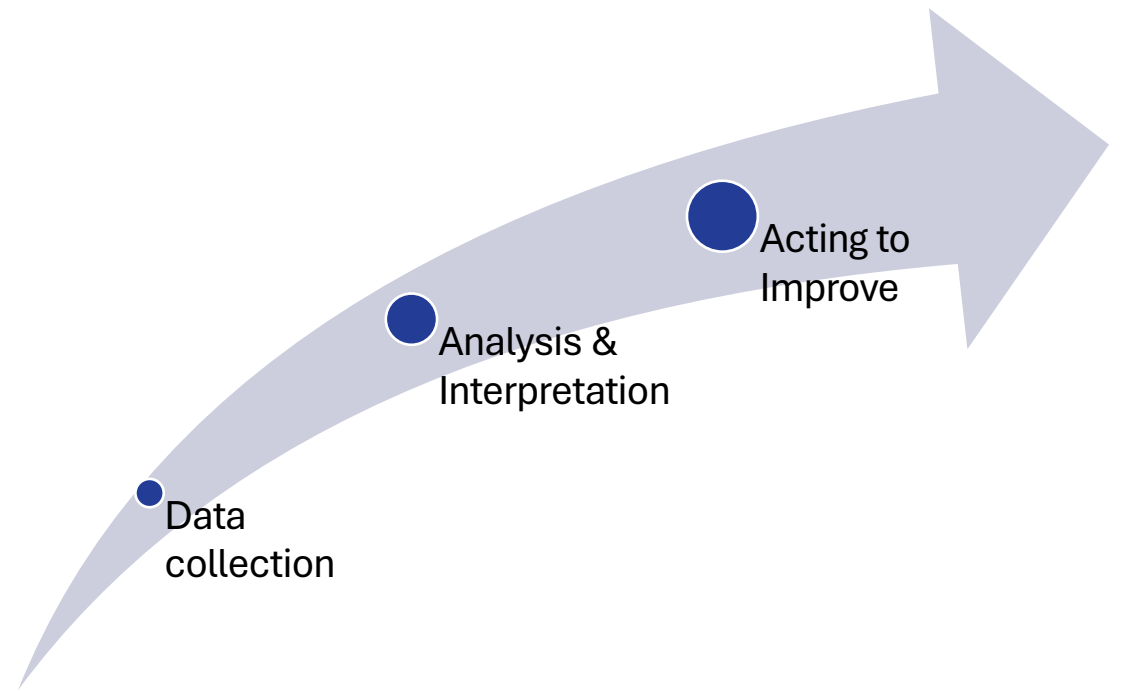 Acting to
Improve
Analysis &
Interpretation
Data
collection